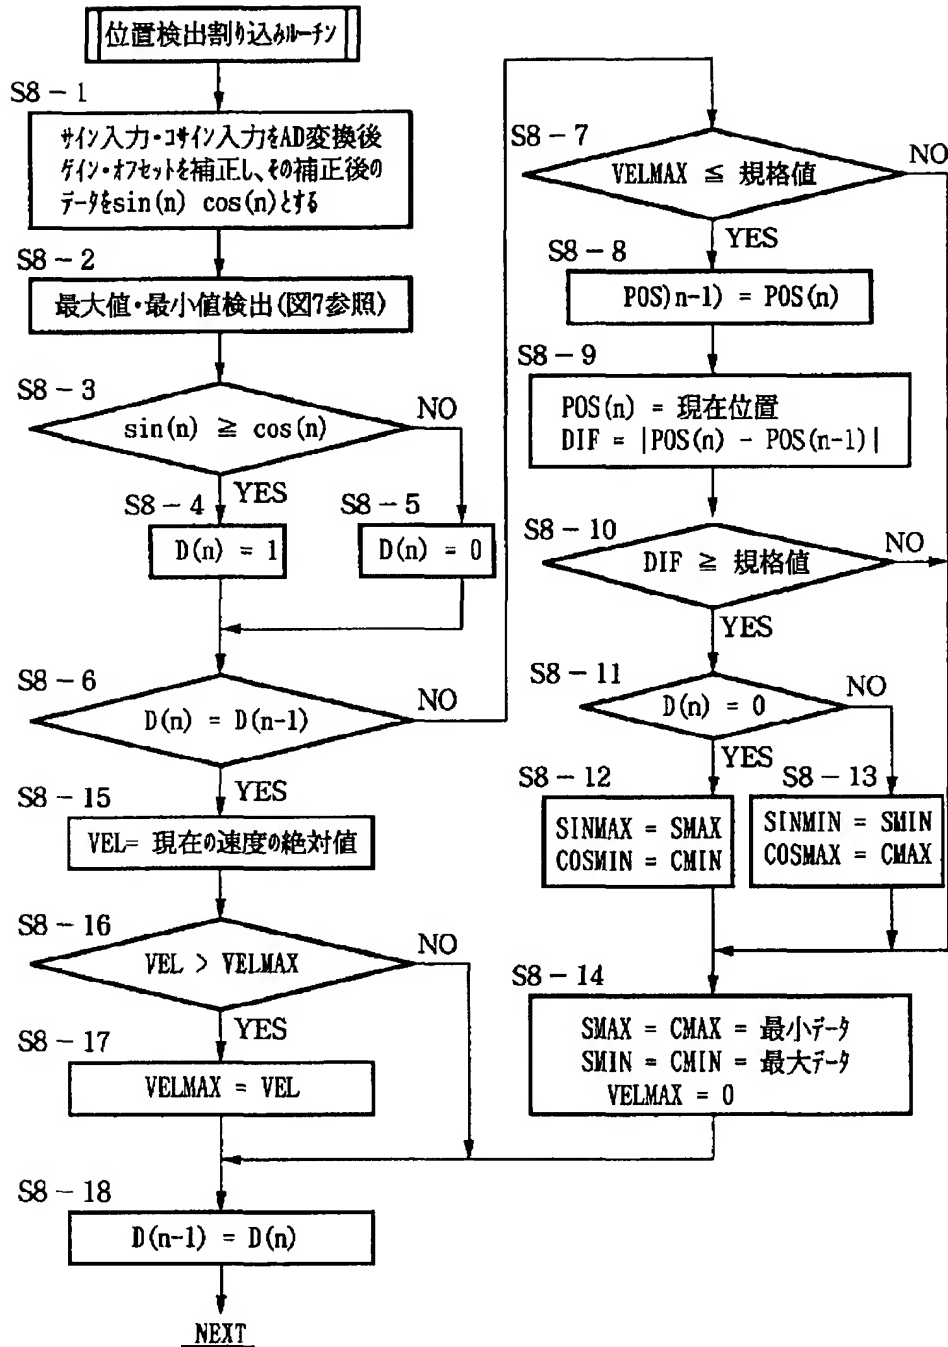 位置検出割り込みルーチン
S8-1
サイン入力・コサイン入力をAD変換後
ゲイン・オフセットを補正し、その補正後の
データをsin(n) cos(n)とする
S8-2
最大値・最小値検出(図7参照)
S8-3
sin(n) ≧ cos(n)
NO
YES
S8-4
D(n) = 1
S8-5
D(n) = 0
S8-6
D(n) = D(n-1)
NO
YES
S8-15
VEL= 現在の速度の絶対値
S8-16
VEL > VELMAX
NO
YES
S8-17
VELMAX = VEL
S8-18
D(n-1) = D(n)
NEXT
S8-7
VELMAX ≦ 規格値
NO
YES
S8-8
POS)n-1) = POS(n)
S8-9
POS(n) = 現在位置
DIF = |POS(n) - POS(n-1)|
S8-10
DIF ≧ 規格値
NO
YES
S8-11
D(n) = 0
NO
YES
S8-12
SINMAX = SMAX
COSMIN = CMIN
S8-13
SINMIN = SMIN
COSMAX = CMAX
S8-14
SMAX = CMAX = 最小データ
SMIN = CMIN = 最大データ
VELMAX = 0